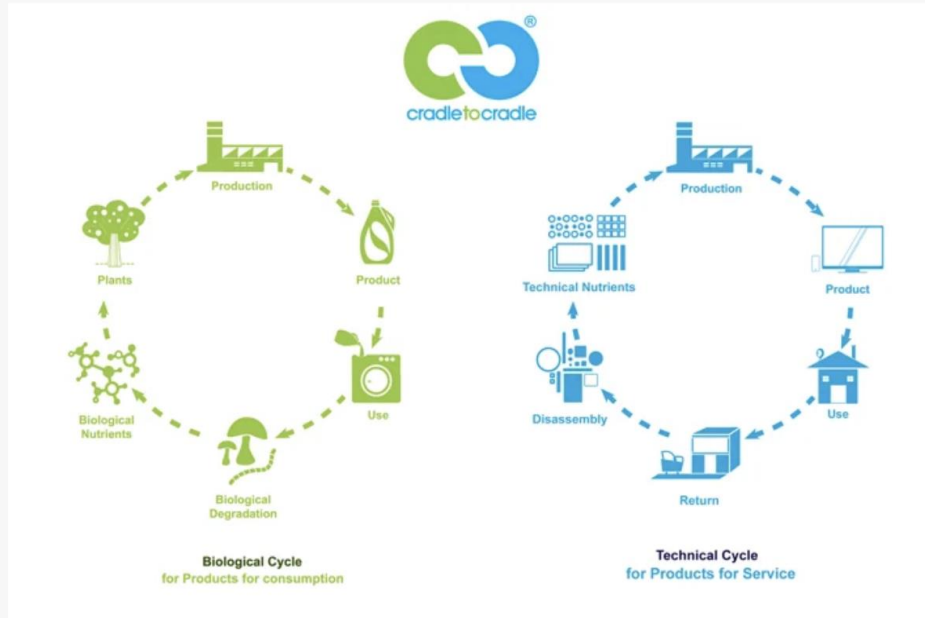 ®
cradletocradle
Production
Product
Use
Biological
Degradation
Biological
Nutrients
Plants
Biological Cycle
for Products for consumption
Production
Product
Use
Return
Disassembly
Technical Nutrients
Technical Cycle
for Products for Service